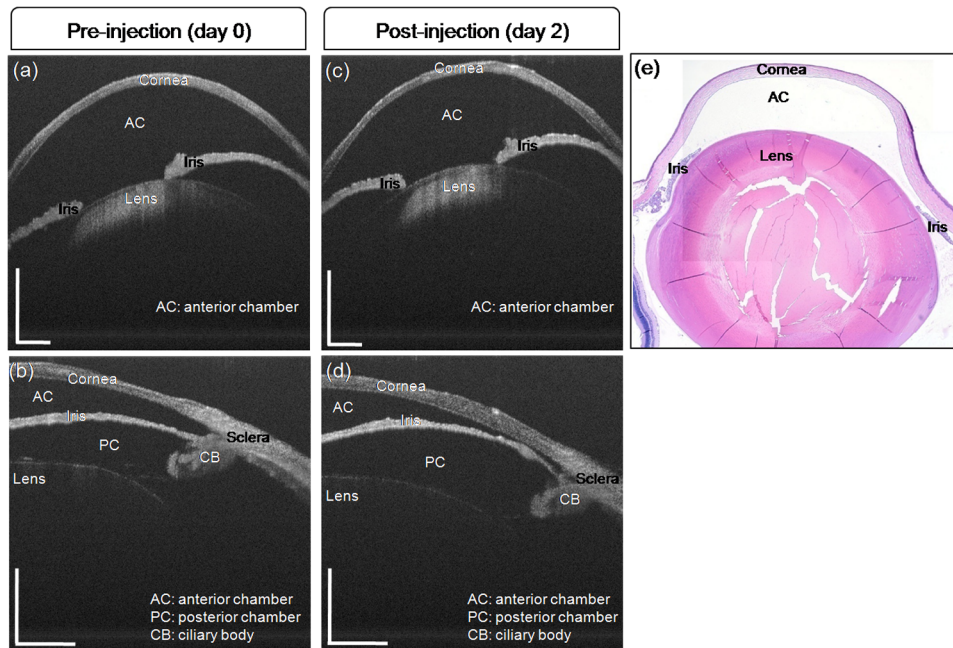 Pre-injection (day 0)
Post-injection (day 2)
(a)
Cornea
AC
Iris
Lens
Iris
AC: anterior chamber
(c)
Cornea
AC
Iris
Iris
Lens
AC: anterior chamber
(e)
Cornea
AC
Lens
Iris
Iris
(b)
Cornea
AC
Iris
Sclera
PC
CB
Lens
AC: anterior chamber
PC: posterior chamber
CB: ciliary body
(d)
Cornea
AC
Iris
PC
Sclera
Lens
CB
AC: anterior chamber
PC: posterior chamber
CB: ciliary body